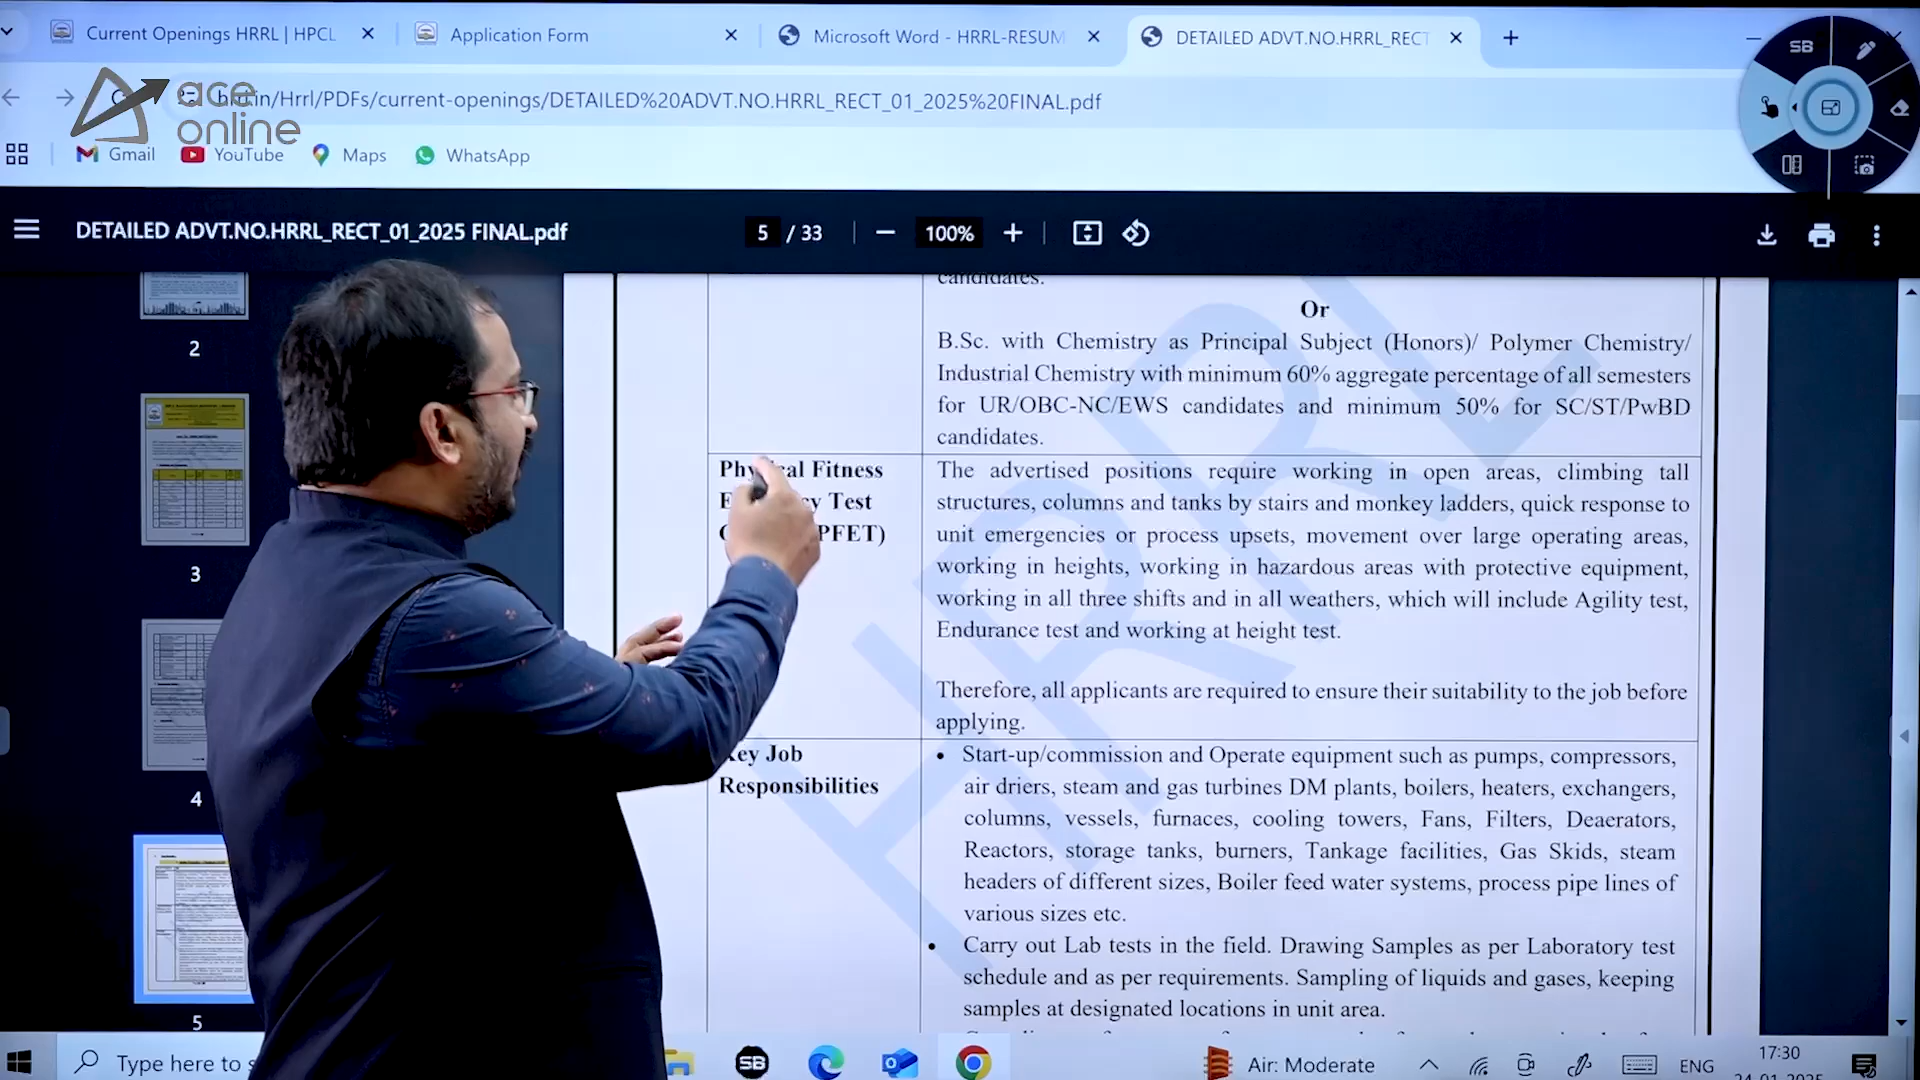 Current Openings HRRL | HPCL
Application Form
Microsoft Word - HRRL-RESUM
DETAILED ADVT.NO.HRRL_RECT
SB
ace
online
in/Hrrl/PDFs/current-openings/DETAILED%20ADVT.NO.HRRL_RECT_01_2025%20FINAL.pdf
Gmail
YouTube
Maps
WhatsApp
DETAILED ADVT.NO.HRRL_RECT_01_2025 FINAL.pdf
5 / 33
100%
2
3
4
5
candidates.
Or
B.Sc. with Chemistry as Principal Subject (Honors)/ Polymer Chemistry/
Industrial Chemistry with minimum 60% aggregate percentage of all semesters
for UR/OBC-NC/EWS candidates and minimum 50% for SC/ST/PwBD
candidates.
Physical Fitness
Test
PFET)
The advertised positions require working in open areas, climbing tall
structures, columns and tanks by stairs and monkey ladders, quick response to
unit emergencies or process upsets, movement over large operating areas,
working in heights, working in hazardous areas with protective equipment,
working in all three shifts and in all weathers, which will include Agility test,
Endurance test and working at height test.
Therefore, all applicants are required to ensure their suitability to the job before
applying.
Key Job
Responsibilities
• Start-up/commission and Operate equipment such as pumps, compressors,
air driers, steam and gas turbines DM plants, boilers, heaters, exchangers,
columns, vessels, furnaces, cooling towers, Fans, Filters, Deaerators,
Reactors, storage tanks, burners, Tankage facilities, Gas Skids, steam
headers of different sizes, Boiler feed water systems, process pipe lines of
various sizes etc.
• Carry out Lab tests in the field. Drawing Samples as per Laboratory test
schedule and as per requirements. Sampling of liquids and gases, keeping
samples at designated locations in unit area.
HRRL
Type here to s
SB
Air: Moderate
ENG
17:30
24-01-2025